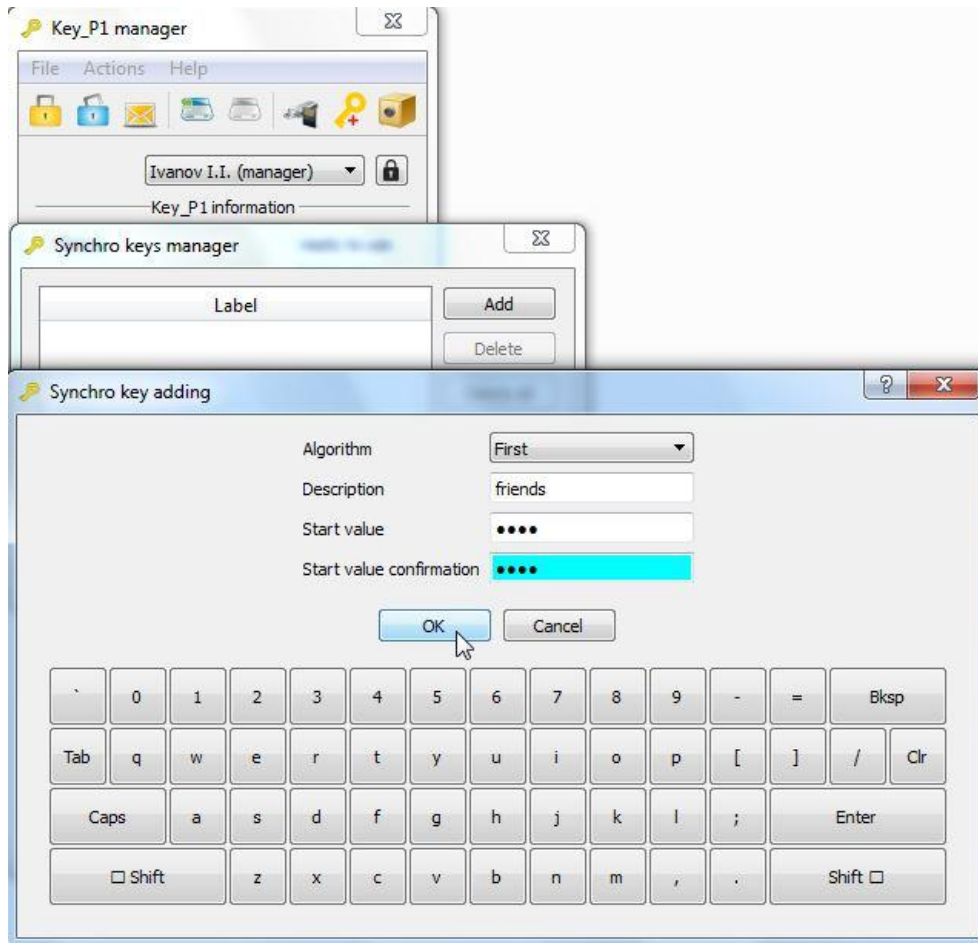 Key_P1 manager
File Actions Help
Ivanov I.I. (manager)
Key_P1 information
Synchro keys manager
Label
Add
Delete
Synchro key adding
Algorithm First
Description friends
Start value ••••
Start value confirmation ••••
OK Cancel
` 0 1 2 3 4 5 6 7 8 9 - = Bksp
Tab q w e r t y u i o p [ ] / Clr
Caps a s d f g h j k l ; Enter
□ Shift z x c v b n m , . Shift □